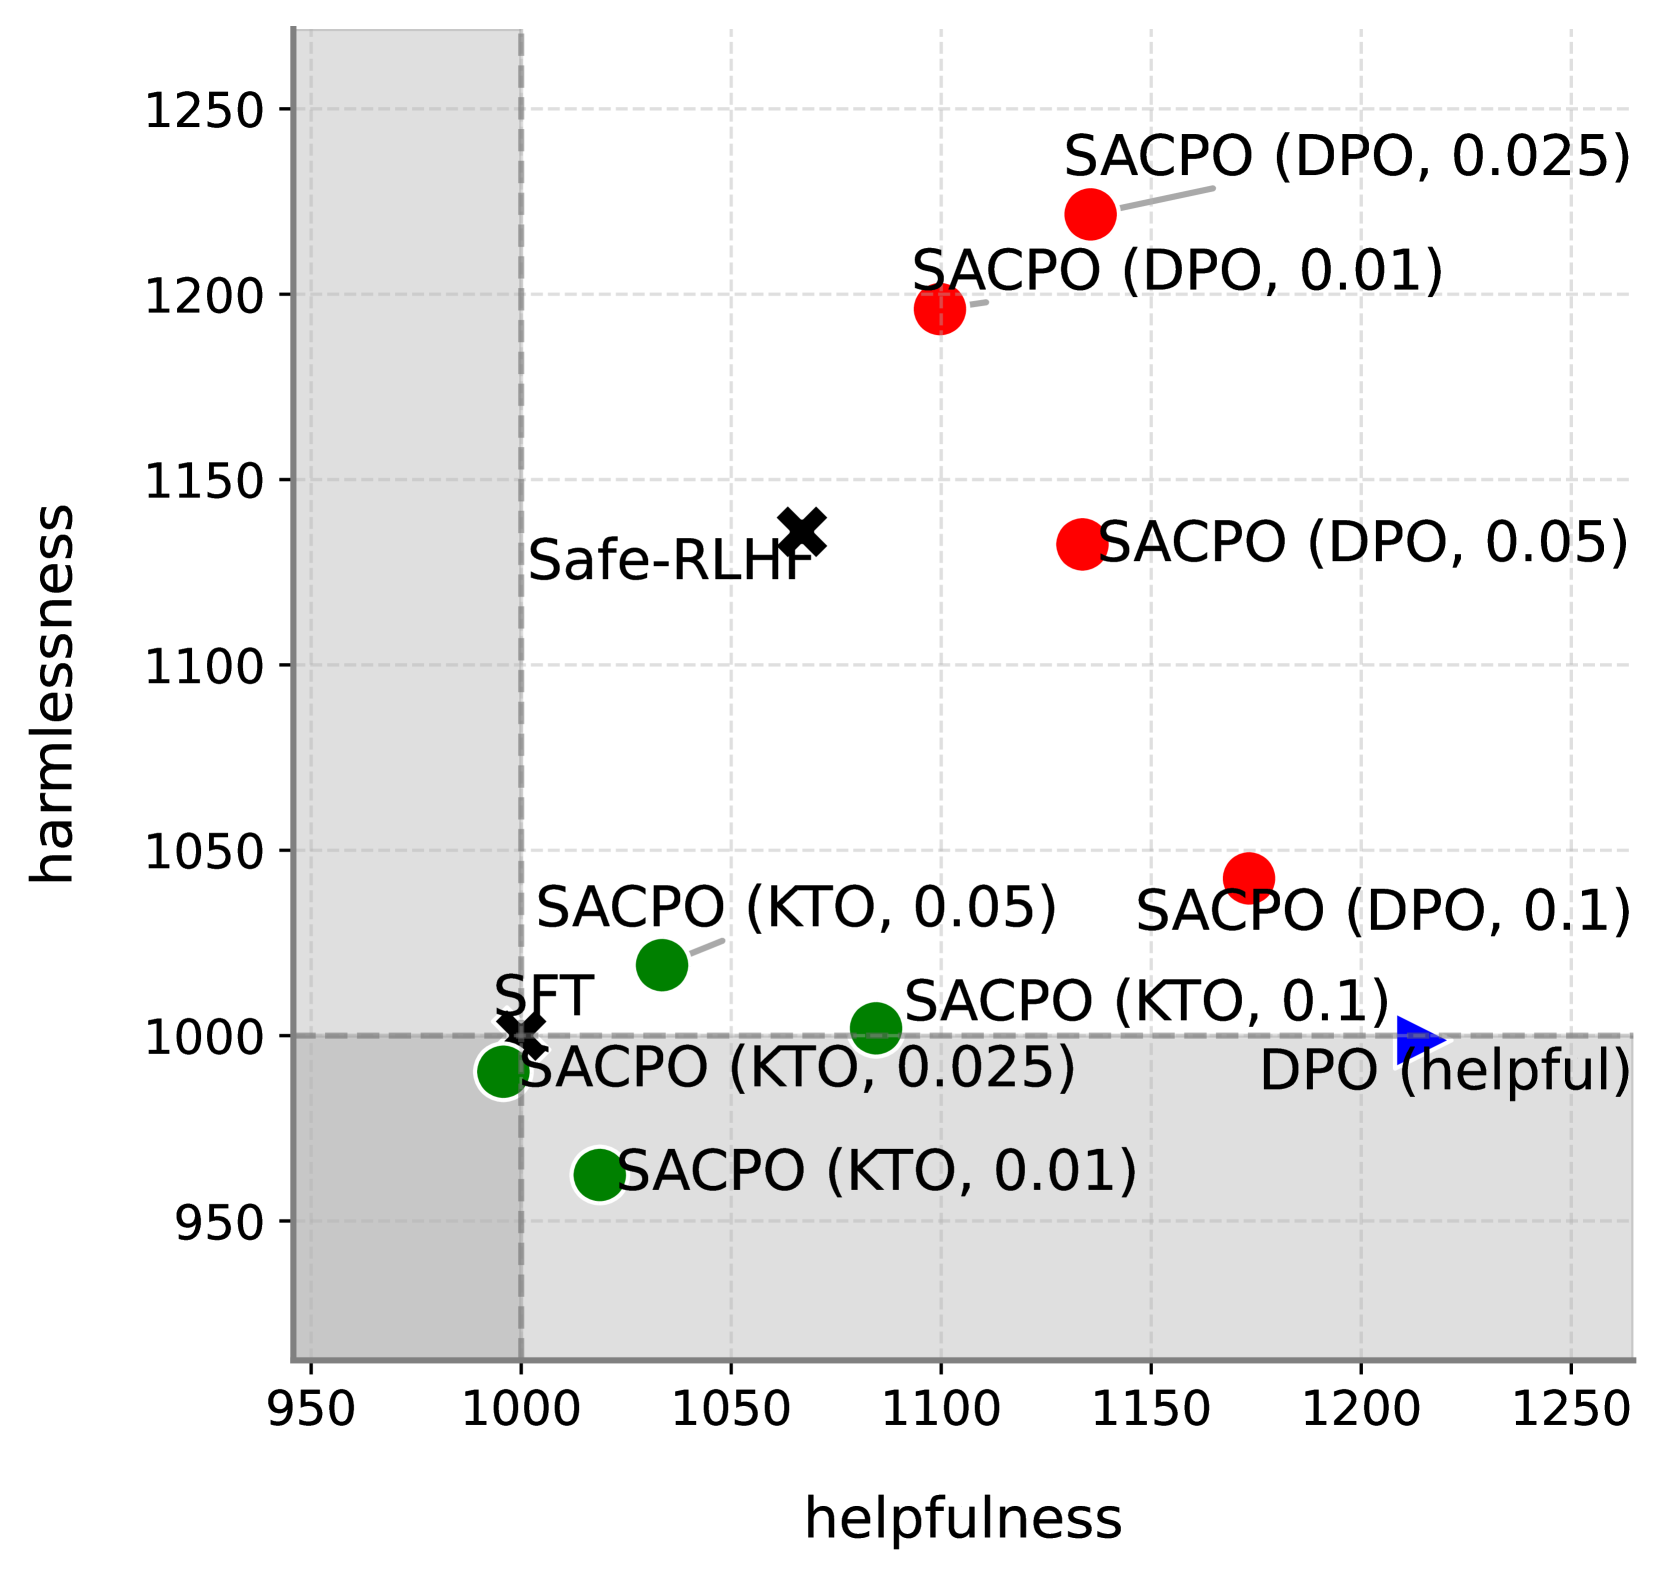 1250
SACPO (DPO, 0.025)
SACPO (DPO, 0.01)
1200
1150
SACPO (DPO, 0.05)
Safe-RLHF
harmlessness
1100
1050
SACPO (KTO, 0.05)
SACPO (DPO, 0.1)
SFT
SACPO (KTO, 0.1)
1000
SACPO (KTO, 0.025)
DPO (helpful)
SACPO (KTO, 0.01)
950
950 1000 1050 1100 1150 1200 1250
helpfulness